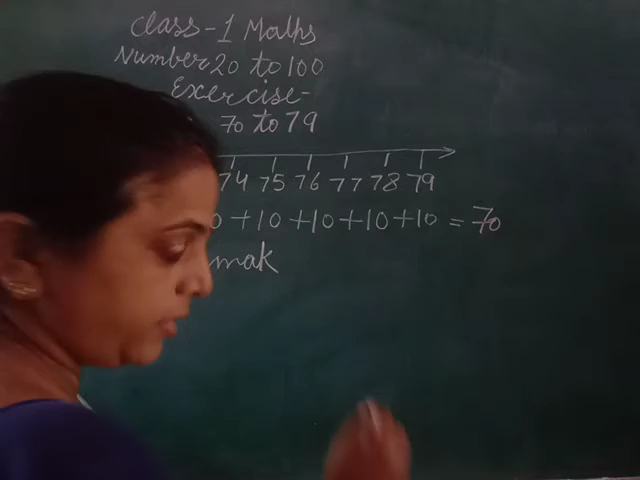 Class-1 Maths
Number 20 to 100
Exercise-
70 to 79
74 75 76 77 78 79
0 +10 +10 +10 +10 = 70
mak